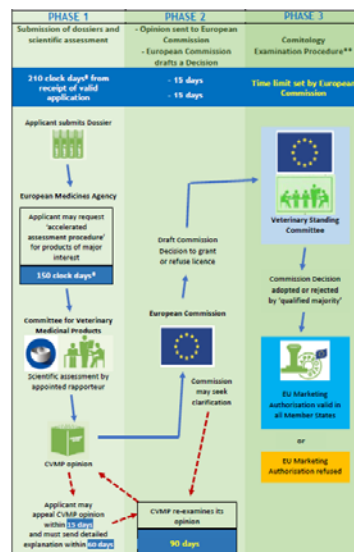 PHASE 1
Submission of dossiers and
scientific assessment
210 clock days* from
receipt of valid
application
Applicant submits Dossier
European Medicines Agency
Applicant may request
'accelerated
assessment procedure'
for products of major
interest
150 clock days*
Committee for Veterinary
Medicinal Products
Scientific assessment by
appointed rapporteur
CVMP opinion
Applicant may
appeal CVMP opinion
within 15 days
and must send detailed
explanation within 60 days
PHASE 2
- Opinion sent to European
Commission
- European Commission
drafts a Decision
- 15 days
- 15 days
Draft Commission
Decision to grant
or refuse licence
European Commission
Commission
may seek
clarification
CVMP re-examines its
opinion
90 days
PHASE 3
Comitology
Examination Procedure**
Time limit set by European
Commission
Veterinary Standing
Committee
Commission Decision
adopted or rejected
by 'qualified majority'
EU Marketing
Authorisation valid in
all Member States
or
EU Marketing
Authorisation refused